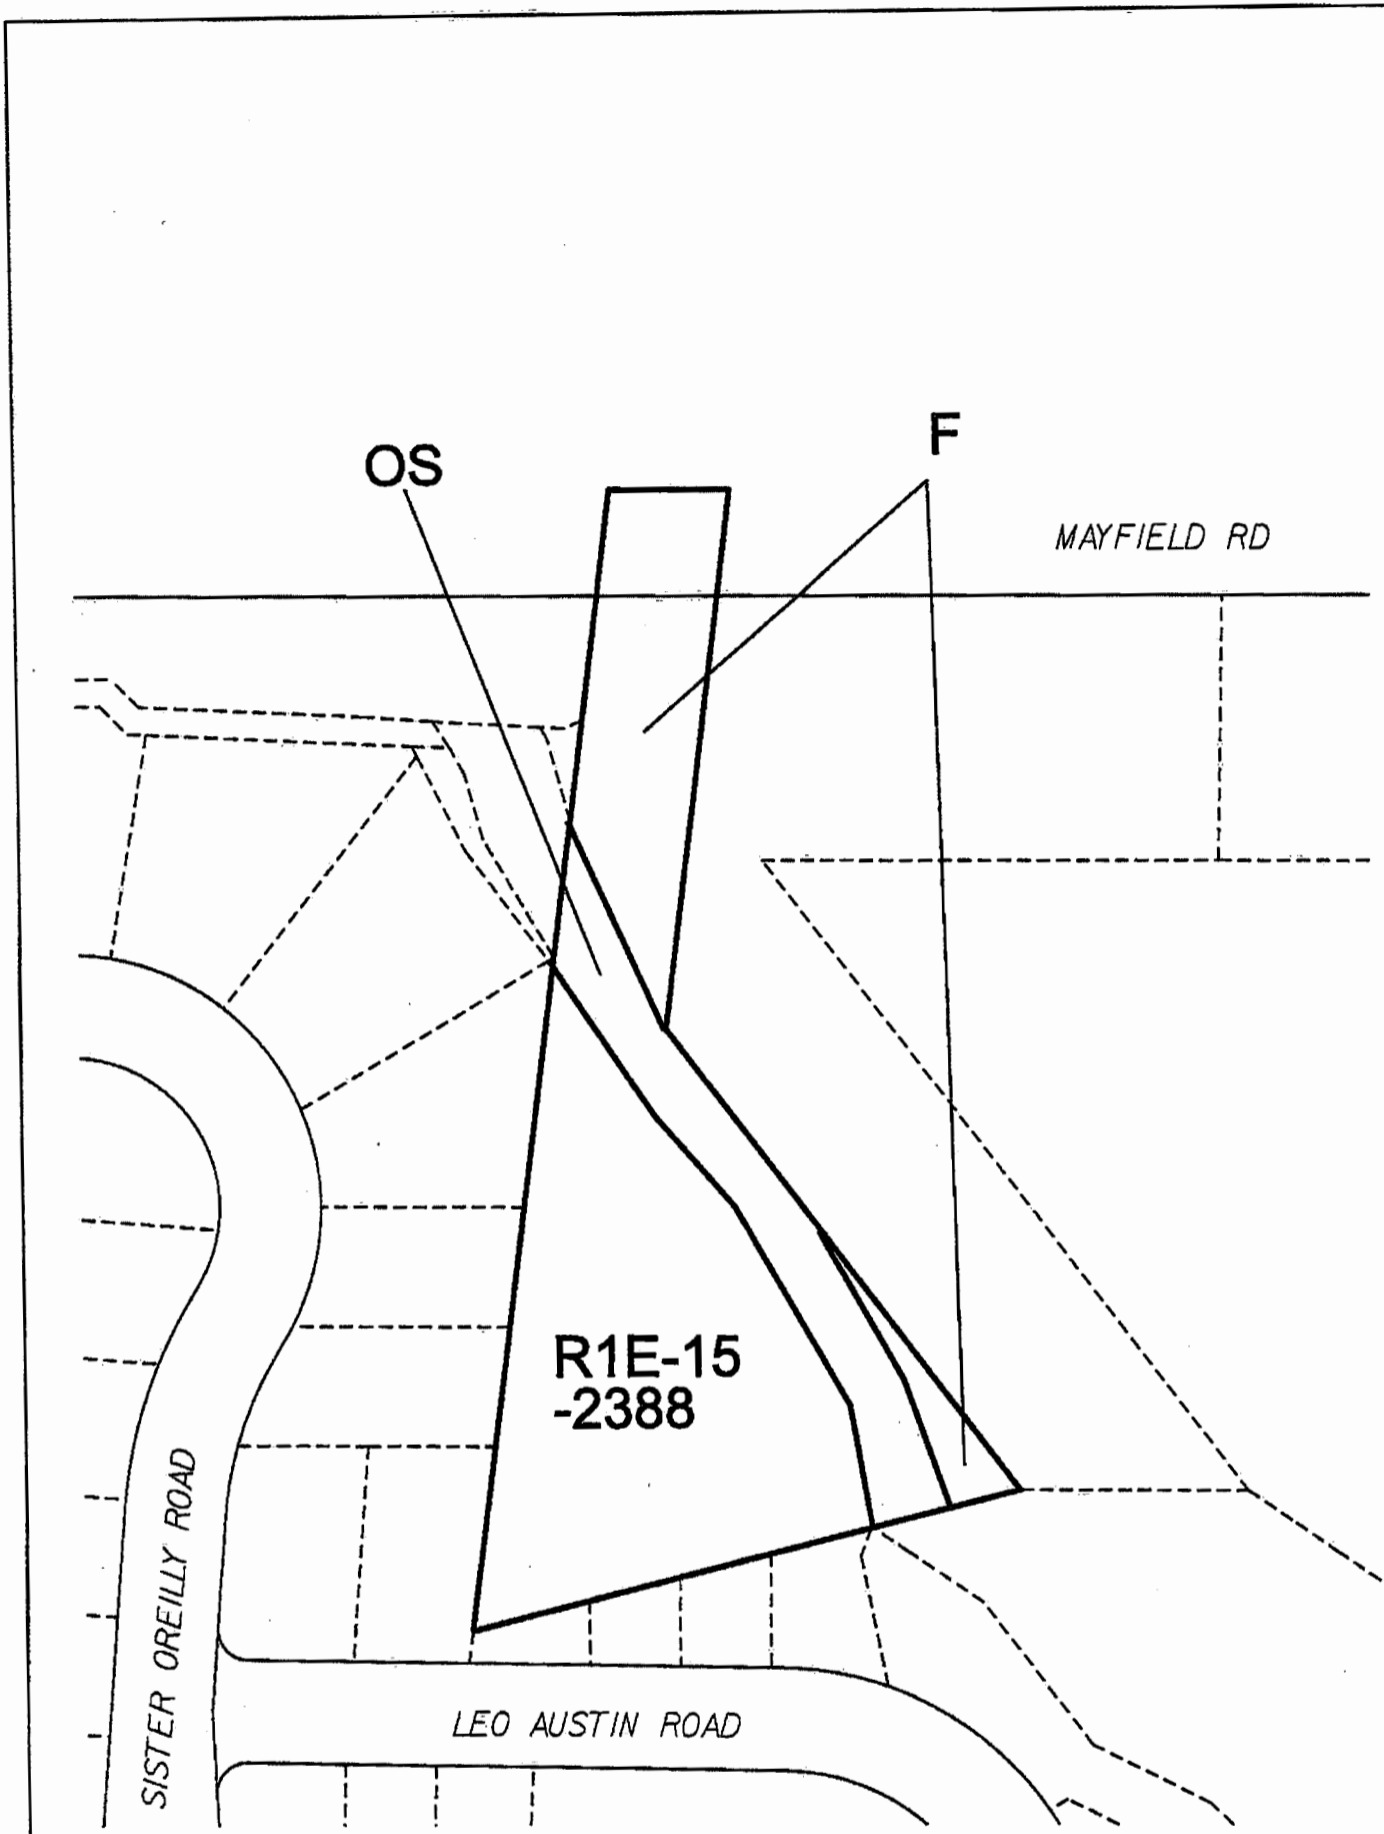 F
OS
MAYFIELD RD
R1E-15
-2388
SISTER OREILLY ROAD
LEO AUSTIN ROAD